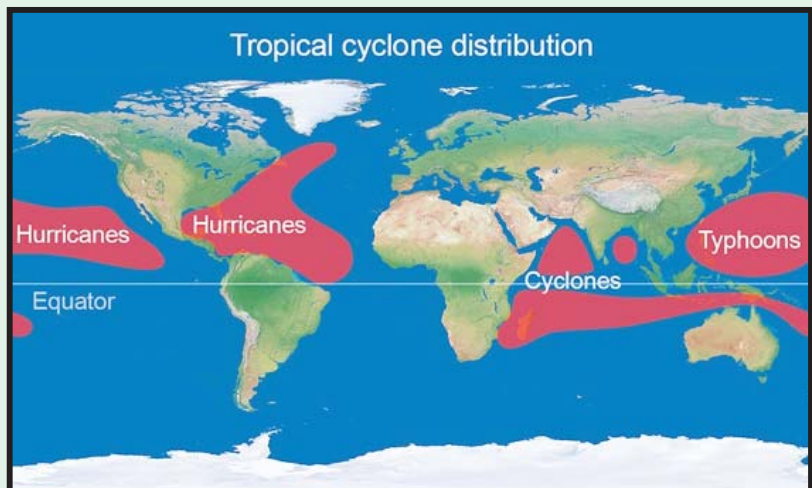 Tropical cyclone distribution
Hurricanes
Hurricanes
Typhoons
Cyclones
Equator